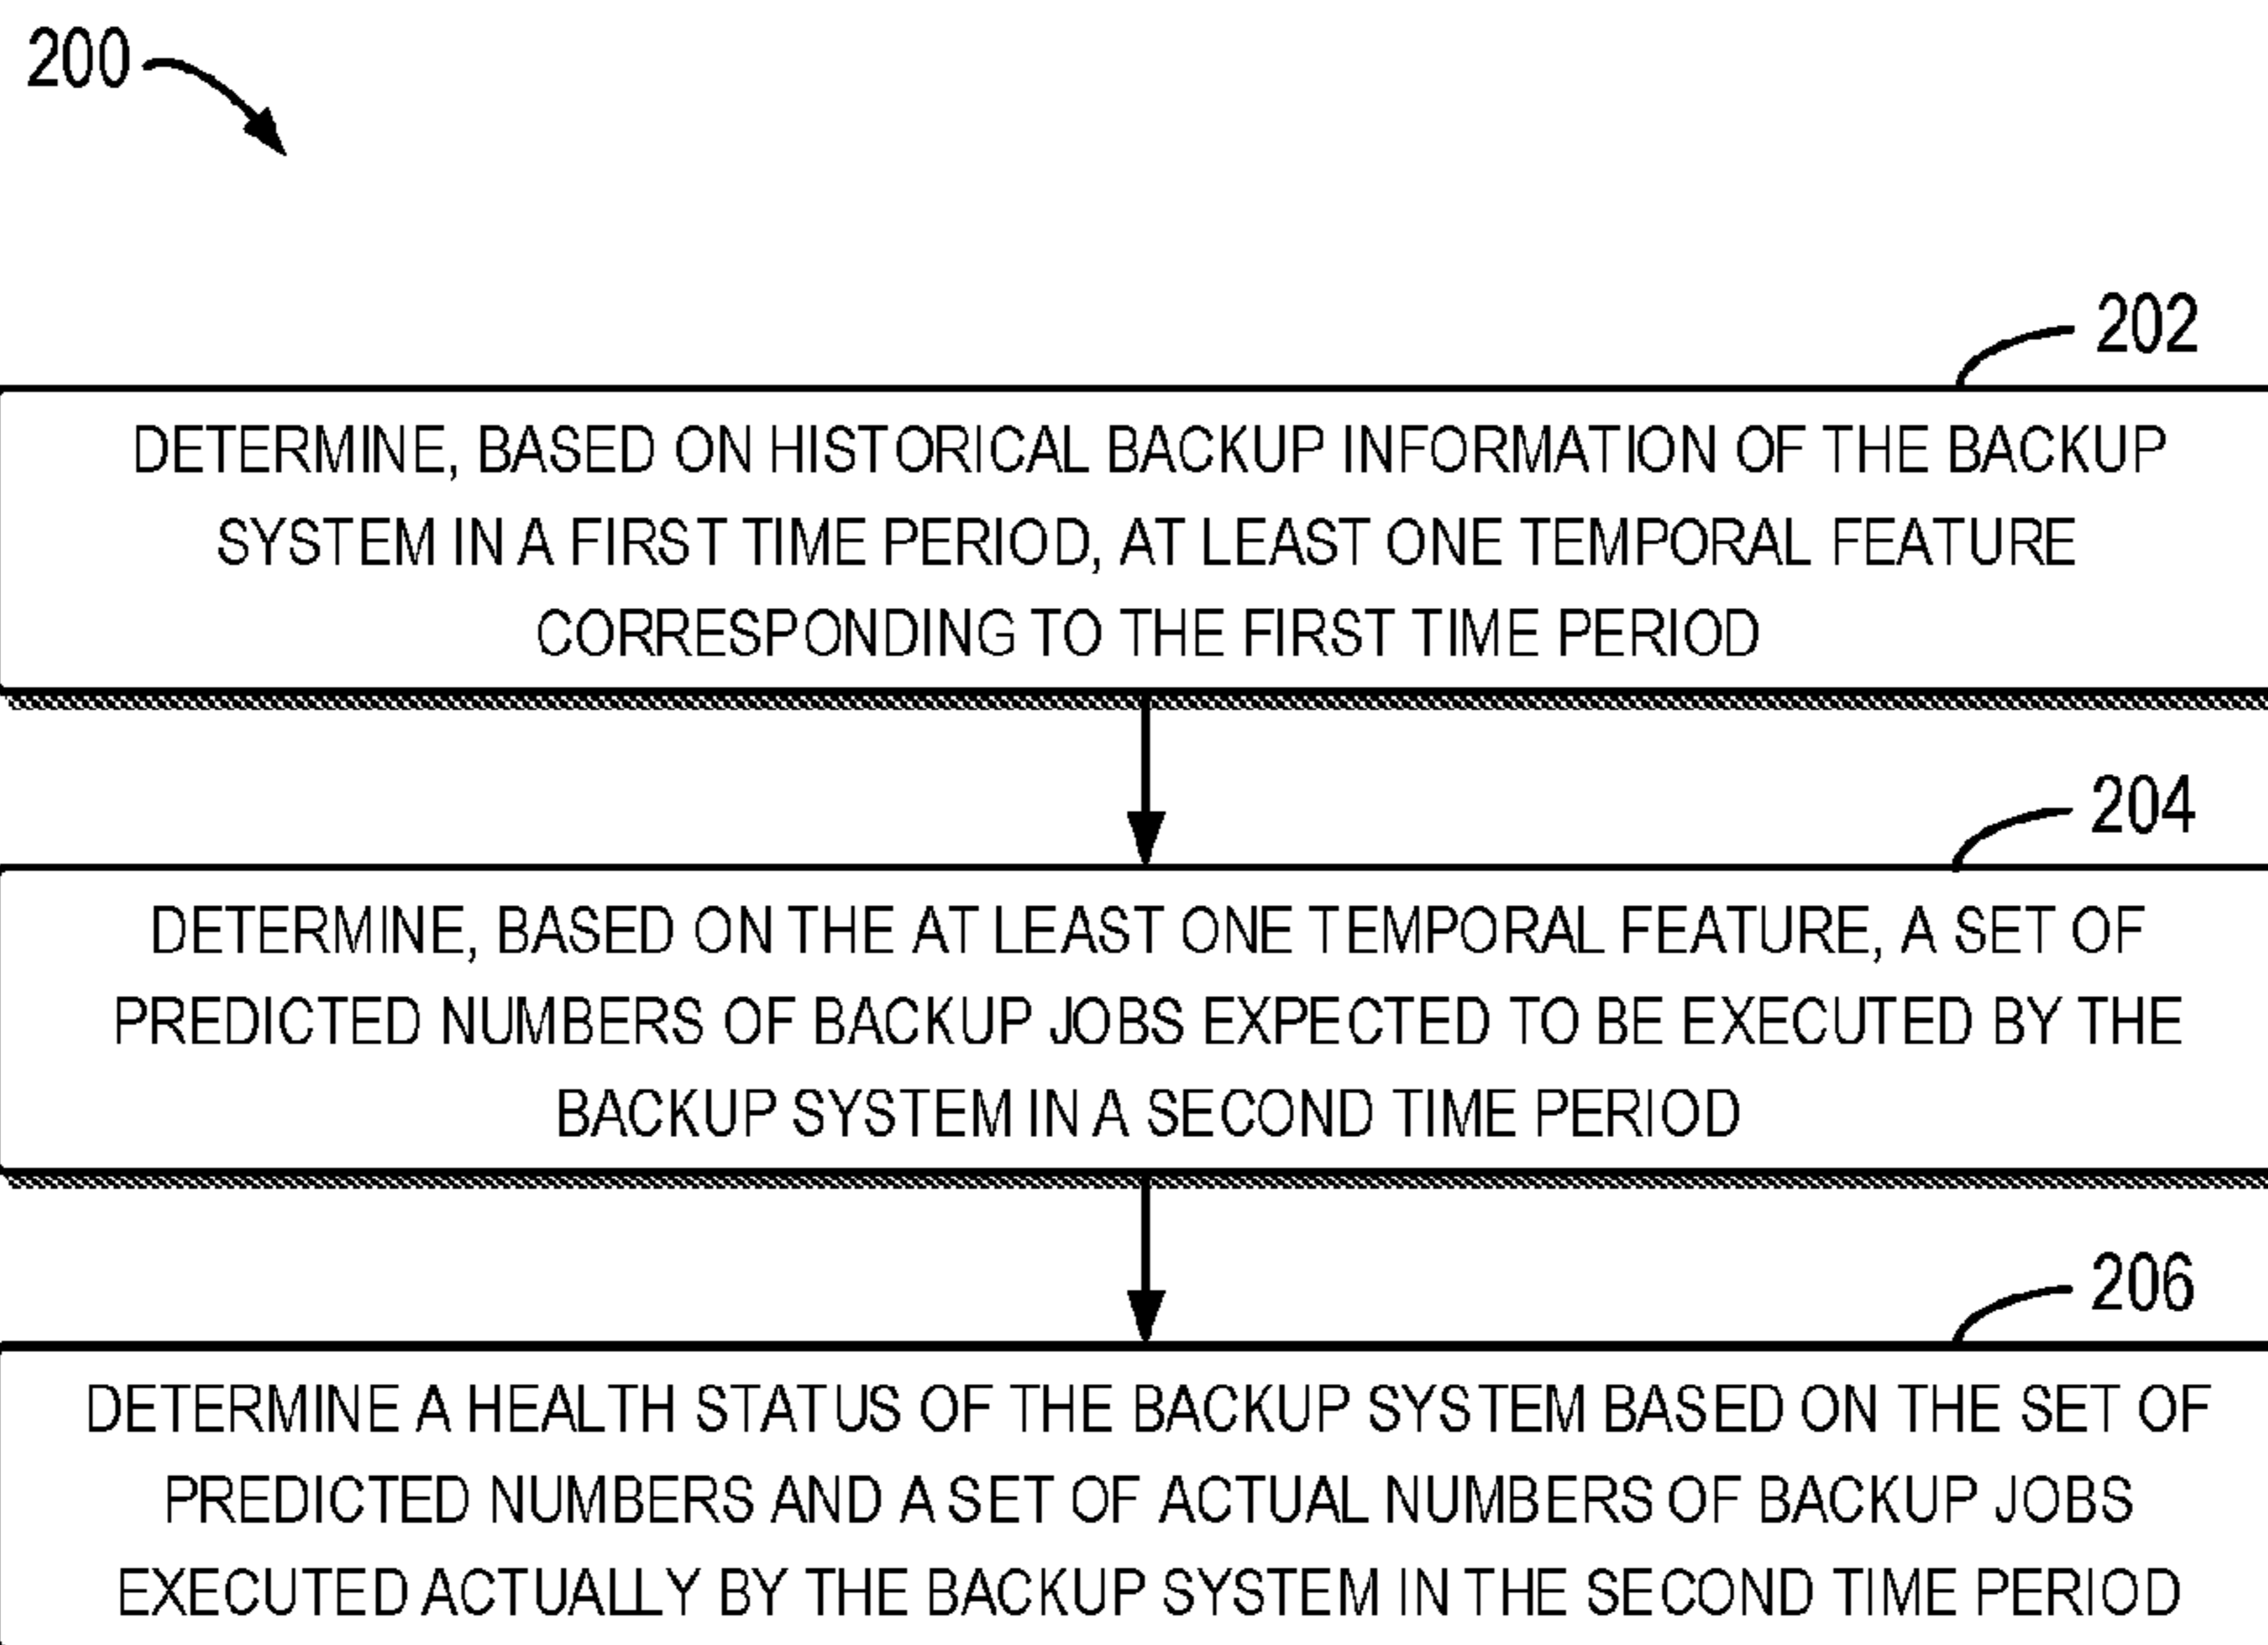 200
202
DETERMINE, BASED ON HISTORICAL BACKUP INFORMATION OF THE BACKUP
SYSTEM IN A FIRST TIME PERIOD, AT LEAST ONE TEMPORAL FEATURE
CORRESPONDING TO THE FIRST TIME PERIOD
204
DETERMINE, BASED ON THE AT LEAST ONE TEMPORAL FEATURE, A SET OF
PREDICTED NUMBERS OF BACKUP JOBS EXPECTED TO BE EXECUTED BY THE
BACKUP SYSTEM IN A SECOND TIME PERIOD
206
DETERMINE A HEALTH STATUS OF THE BACKUP SYSTEM BASED ON THE SET OF
PREDICTED NUMBERS AND A SET OF ACTUAL NUMBERS OF BACKUP JOBS
EXECUTED ACTUALLY BY THE BACKUP SYSTEM IN THE SECOND TIME PERIOD